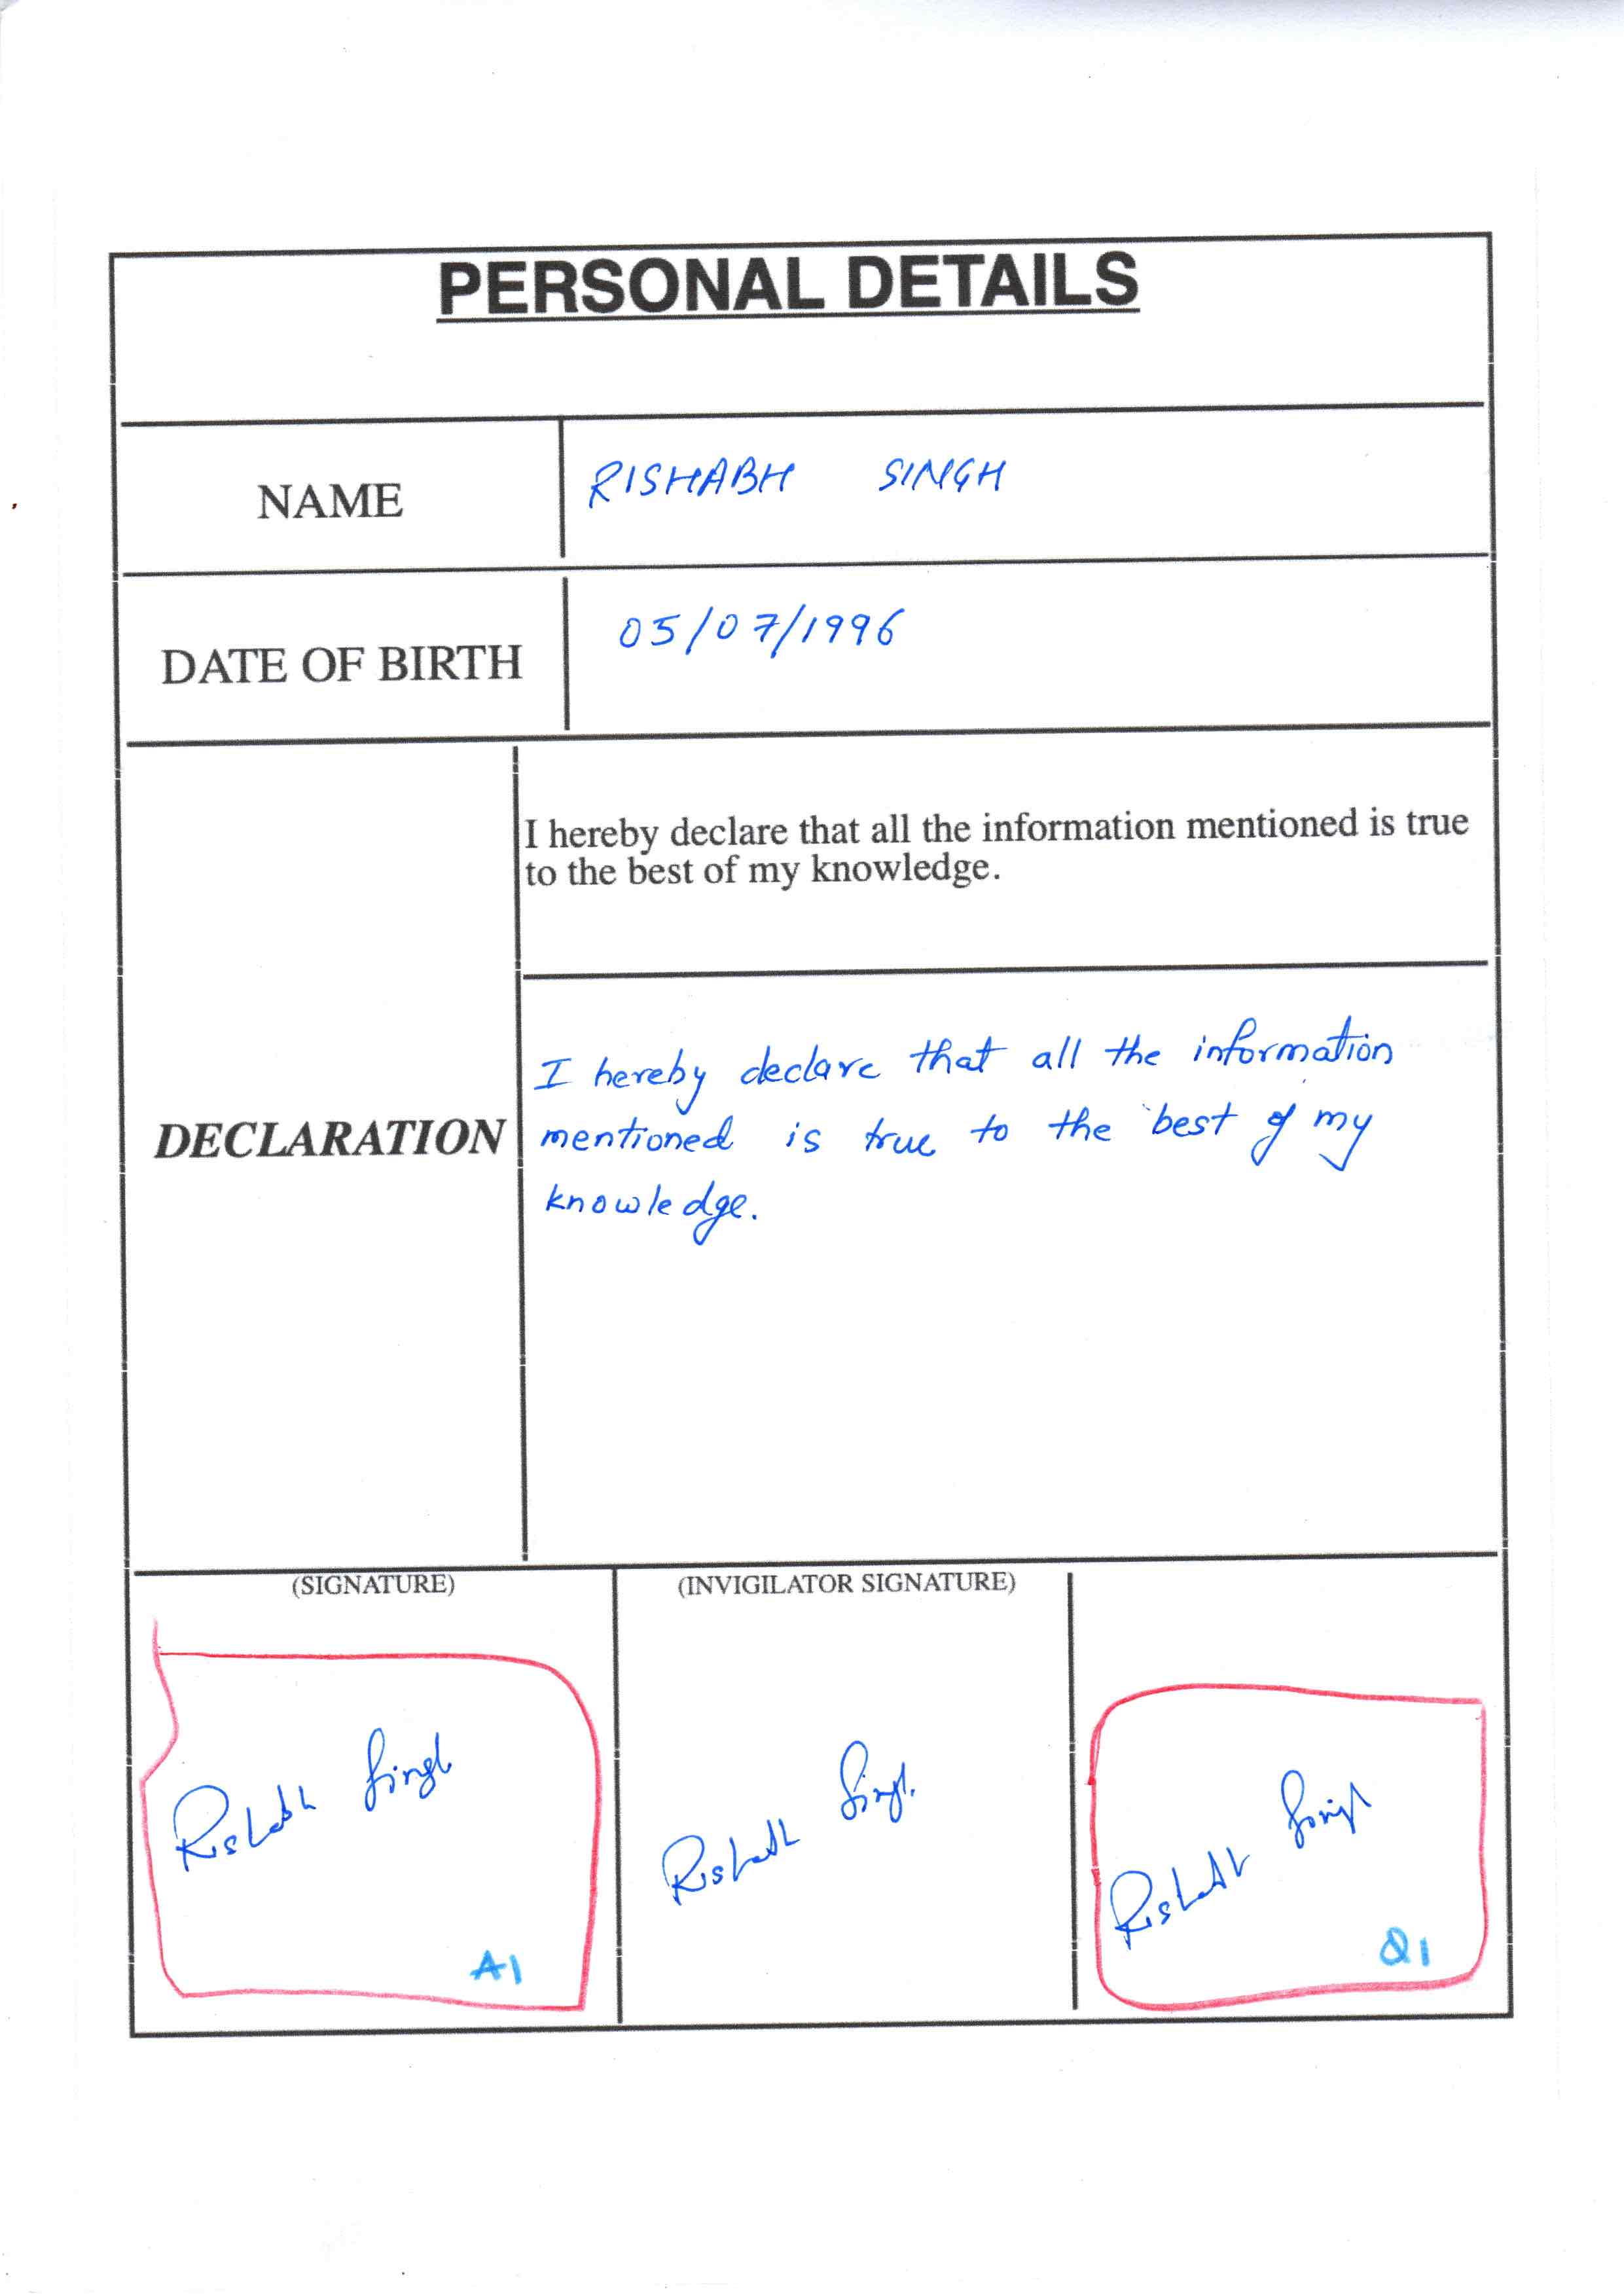 PERSONAL DETAILS
NAME
RISHABH SINGH
DATE OF BIRTH
05/07/1996
DECLARATION
I hereby declare that all the information mentioned is true
to the best of my knowledge.
I hereby declare that all the information
mentioned is true to the best of my
knowledge.
(SIGNATURE)
Rishabh Singh
A1
(INVIGILATOR SIGNATURE)
Rishabh Singh
Rishabh Singh
Q1